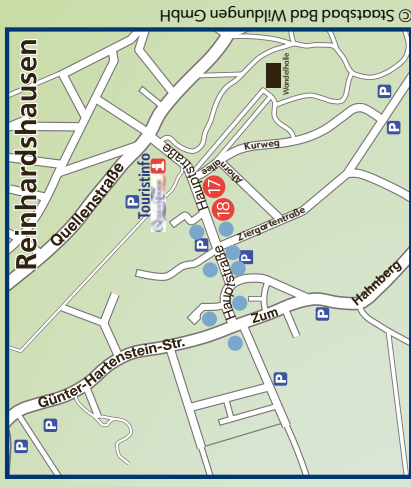 © Staatsbad Bad Wildungen GmbH
Reinhardshausen
Wandelhalle
P
P
Kurweg
Ahornallee
Hauptstraße
Quellenstraße
Touristinfo
i
P
17
18
Ziergartenstraße
P
P
Hauptstraße
Zum
Hahnberg
P
Günter-Hartenstein-Str.
P
P
P